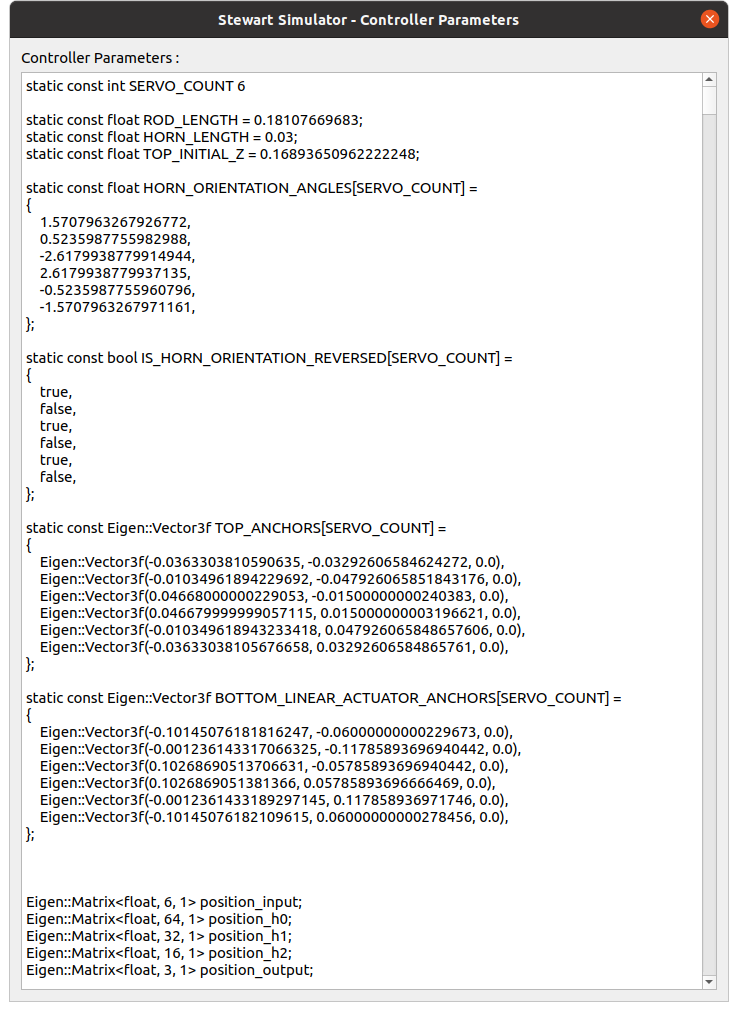 Stewart Simulator - Controller Parameters
Controller Parameters :
static const int SERVO_COUNT 6
static const float ROD_LENGTH = 0.18107669683;
static const float HORN_LENGTH = 0.03;
static const float TOP_INITIAL_Z = 0.16893650962222248;
static const float HORN_ORIENTATION_ANGLES[SERVO_COUNT] =
{
1.5707963267926772,
0.5235987755982988,
-2.6179938779914944,
2.6179938779937135,
-0.5235987755960796,
-1.5707963267971161,
};
static const bool IS_HORN_ORIENTATION_REVERSED[SERVO_COUNT] =
{
true,
false,
true,
false,
true,
false,
};
static const Eigen::Vector3f TOP_ANCHORS[SERVO_COUNT] =
{
Eigen::Vector3f(-0.0363303810590635, -0.03292606584624272, 0.0),
Eigen::Vector3f(-0.01034961894229692, -0.047926065851843176, 0.0),
Eigen::Vector3f(0.04668000000229053, -0.01500000000240383, 0.0),
Eigen::Vector3f(0.046679999999057115, 0.015000000003196621, 0.0),
Eigen::Vector3f(-0.010349618943233418, 0.047926065848657606, 0.0),
Eigen::Vector3f(-0.03633038105676658, 0.03292606584865761, 0.0),
};
static const Eigen::Vector3f BOTTOM_LINEAR_ACTUATOR_ANCHORS[SERVO_COUNT] =
{
Eigen::Vector3f(-0.10145076181816247, -0.06000000000229673, 0.0),
Eigen::Vector3f(-0.001236143317066325, -0.11785893696940442, 0.0),
Eigen::Vector3f(0.10268690513706631, -0.05785893696940442, 0.0),
Eigen::Vector3f(0.1026869051381366, 0.05785893696666469, 0.0),
Eigen::Vector3f(-0.0012361433189297145, 0.117858936971746, 0.0),
Eigen::Vector3f(-0.10145076182109615, 0.06000000000278456, 0.0),
};
Eigen::Matrix<float, 6, 1> position_input;
Eigen::Matrix<float, 64, 1> position_h0;
Eigen::Matrix<float, 32, 1> position_h1;
Eigen::Matrix<float, 16, 1> position_h2;
Eigen::Matrix<float, 3, 1> position_output;